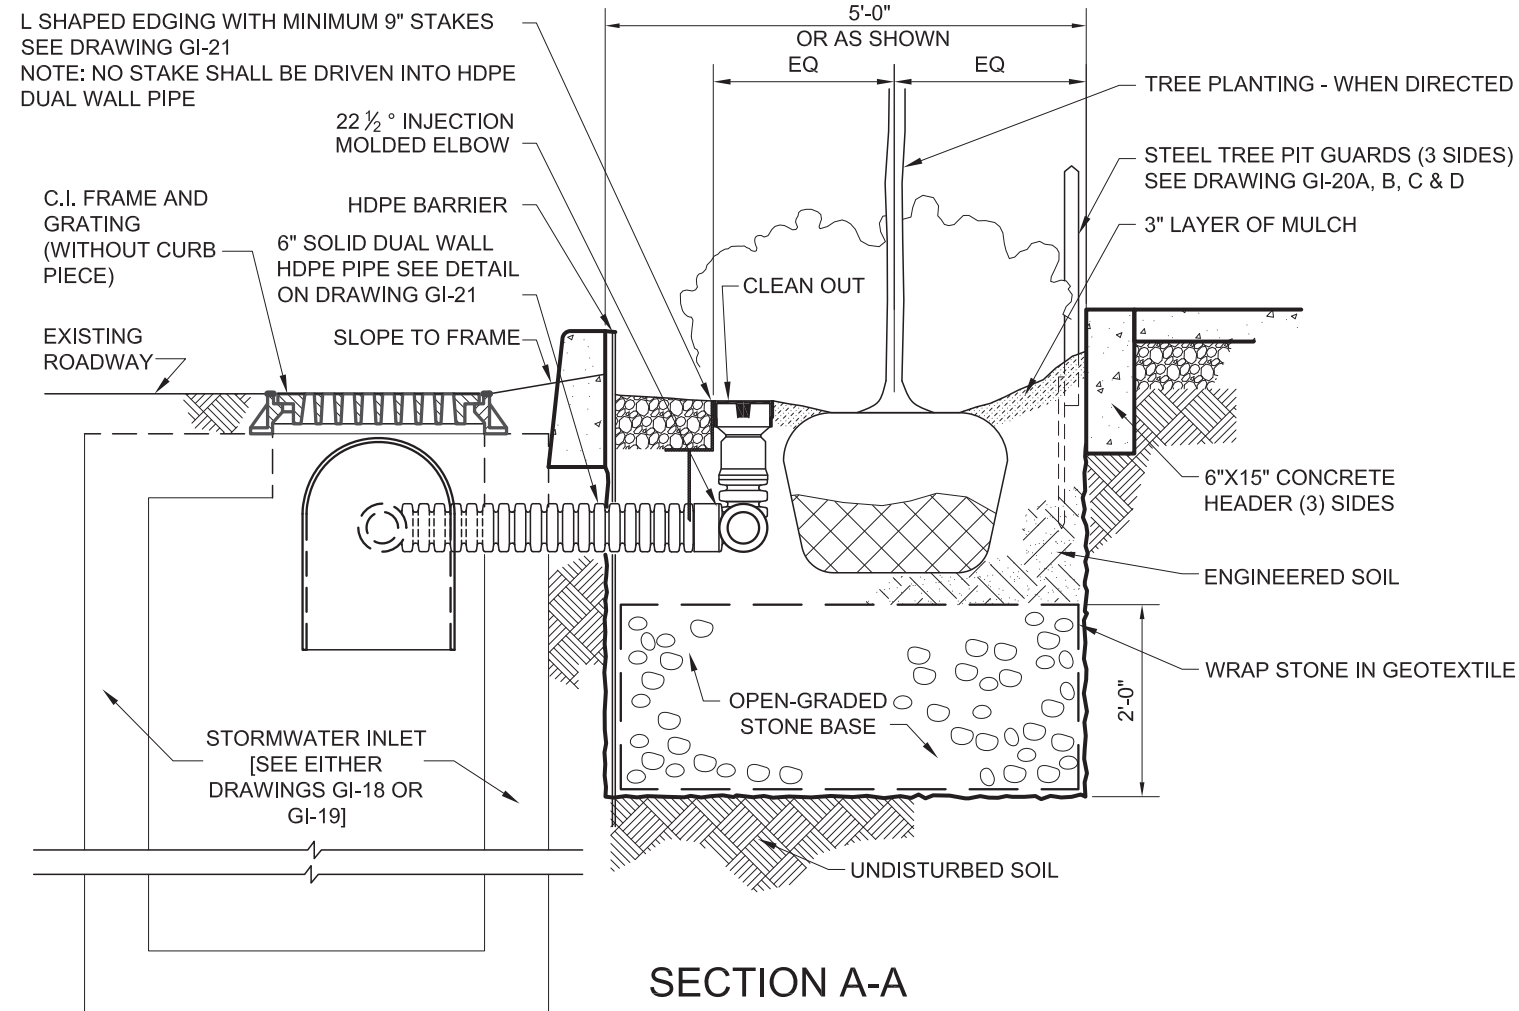 L SHAPED EDGING WITH MINIMUM 9" STAKES
SEE DRAWING GI-21
NOTE: NO STAKE SHALL BE DRIVEN INTO HDPE
DUAL WALL PIPE
22 ½ ° INJECTION
MOLDED ELBOW
HDPE BARRIER
C.I. FRAME AND
GRATING
(WITHOUT CURB
PIECE)
6" SOLID DUAL WALL
HDPE PIPE SEE DETAIL
ON DRAWING GI-21
SLOPE TO FRAME
EXISTING
ROADWAY
5'-0"
OR AS SHOWN
EQ
EQ
TREE PLANTING - WHEN DIRECTED
STEEL TREE PIT GUARDS (3 SIDES)
SEE DRAWING GI-20A, B, C & D
3" LAYER OF MULCH
CLEAN OUT
6"X15" CONCRETE
HEADER (3) SIDES
ENGINEERED SOIL
WRAP STONE IN GEOTEXTILE
2'-0"
OPEN-GRADED
STONE BASE
STORMWATER INLET
[SEE EITHER
DRAWINGS GI-18 OR
GI-19]
UNDISTURBED SOIL
SECTION A-A